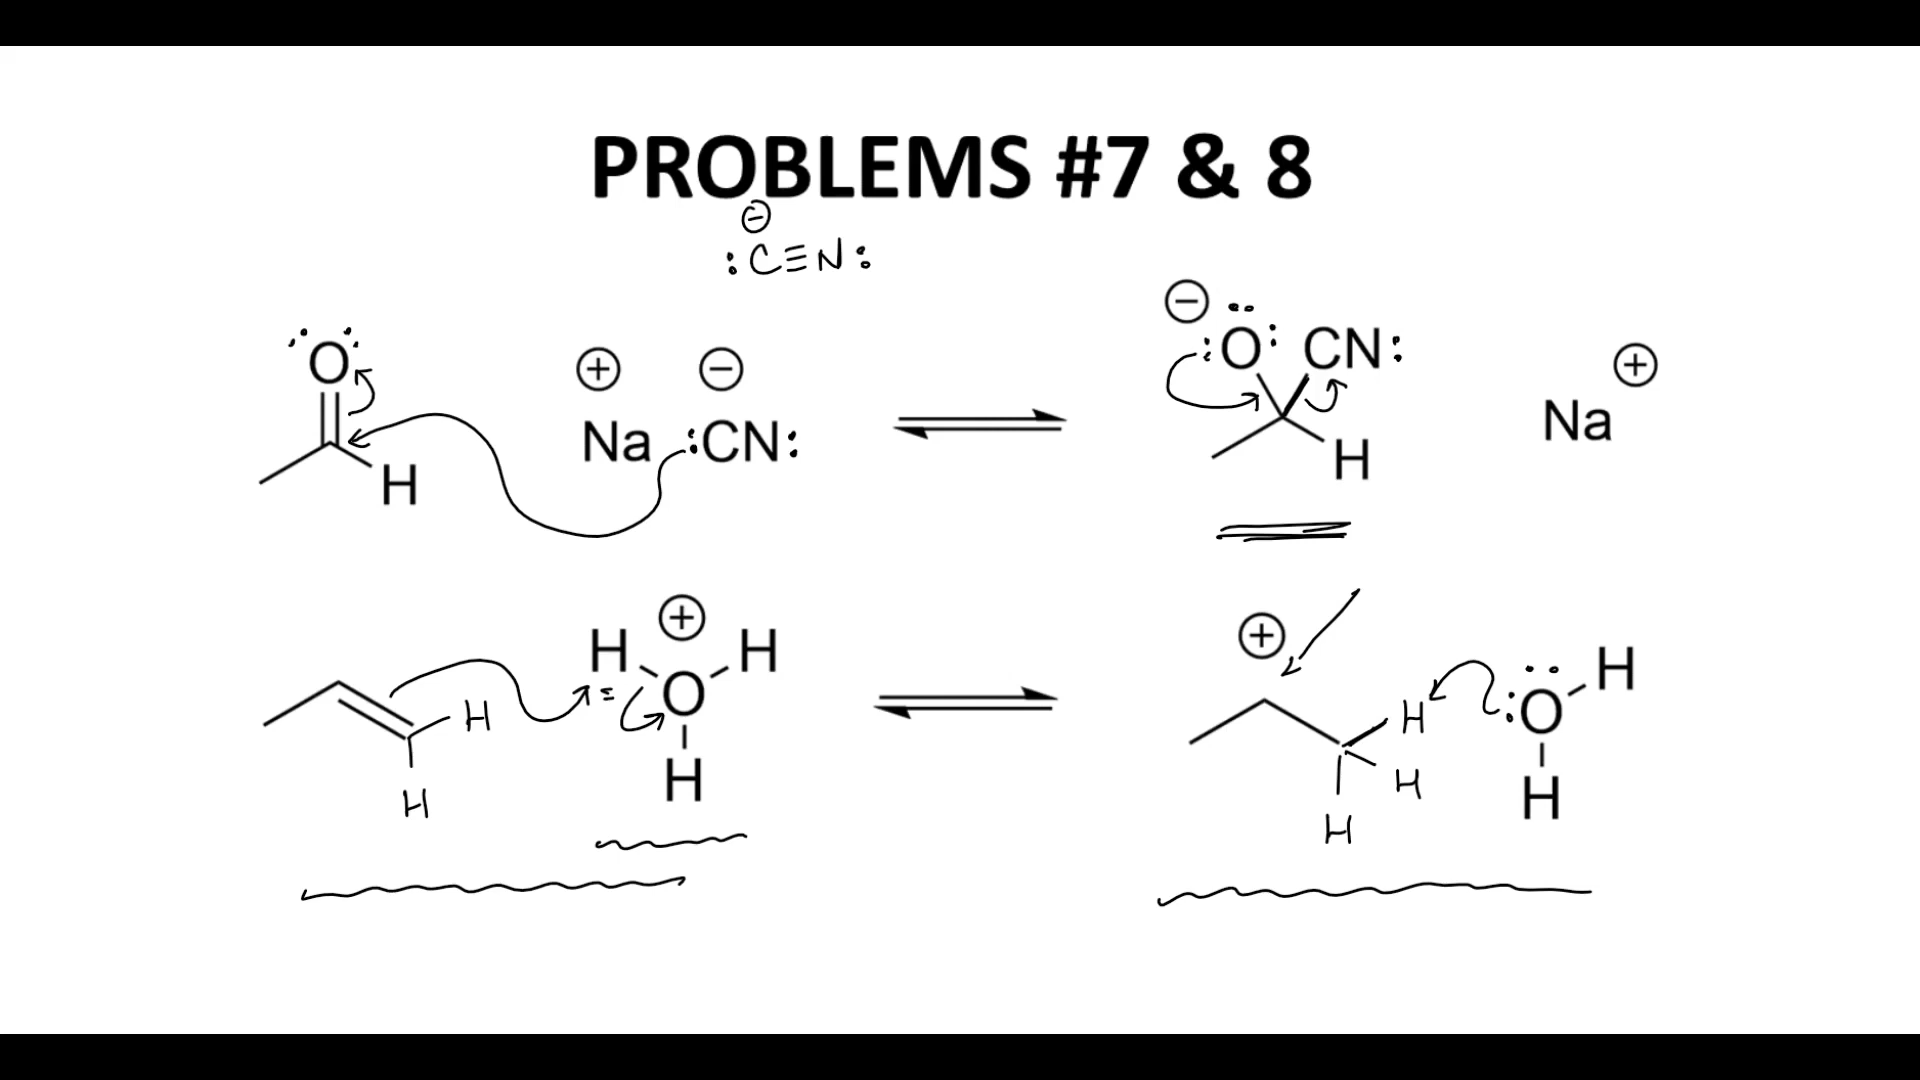 PROBLEMS #7 & 8
⊖
:C≡N:
O H ⊕ Na ⊖ :CN: ⊖ :O: CN: H Na ⊕
H H H ⊕ H O H ⊕ H H H :O H H